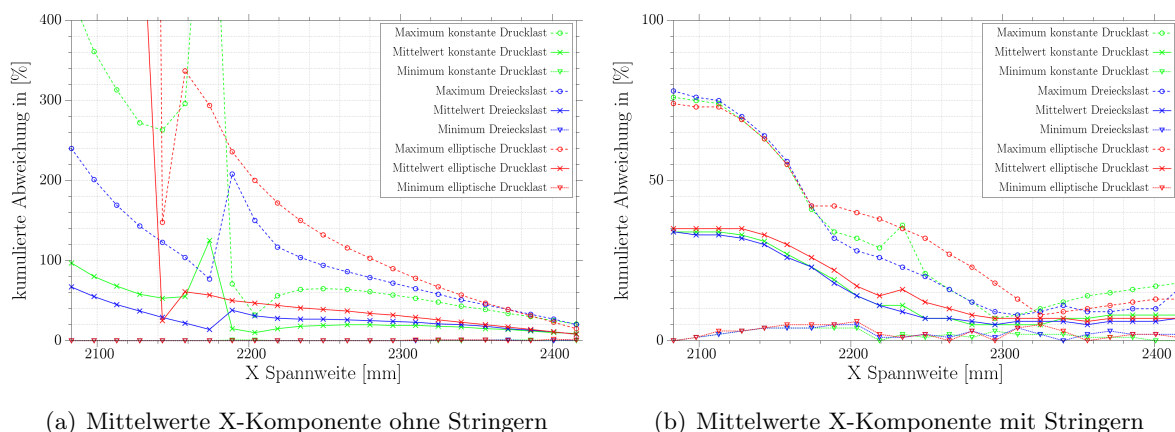 400
300
200
100
0
kumulierte Abweichung in [%]
Maximum konstante Drucklast
Mittelwert konstante Drucklast
Minimum konstante Drucklast
Maximum Dreieckslast
Mittelwert Dreieckslast
Minimum Dreieckslast
Maximum elliptische Drucklast
Mittelwert elliptische Drucklast
Minimum elliptische Drucklast
2100 2200 2300 2400
X Spannweite [mm]
(a) Mittelwerte X-Komponente ohne Stringern
100
50
0
kumulierte Abweichung in [%]
Maximum konstante Drucklast
Mittelwert konstante Drucklast
Minimum konstante Drucklast
Maximum Dreieckslast
Mittelwert Dreieckslast
Minimum Dreieckslast
Maximum elliptische Drucklast
Mittelwert elliptische Drucklast
Minimum elliptische Drucklast
2100 2200 2300 2400
X Spannweite [mm]
(b) Mittelwerte X-Komponente mit Stringern